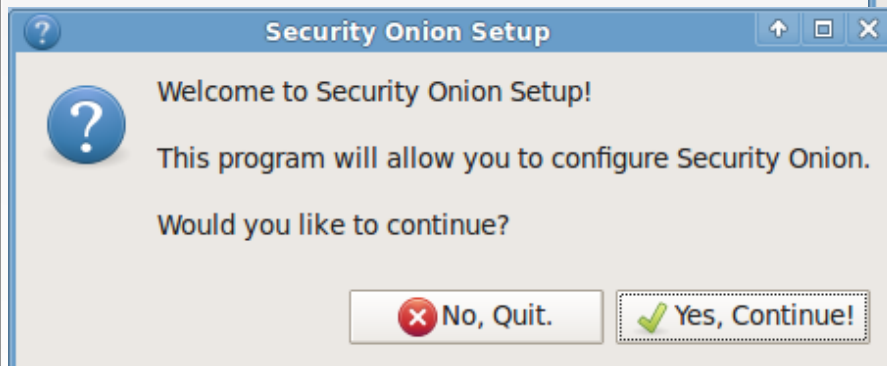 Security Onion Setup
Welcome to Security Onion Setup!
This program will allow you to configure Security Onion.
Would you like to continue?
No, Quit.
Yes, Continue!